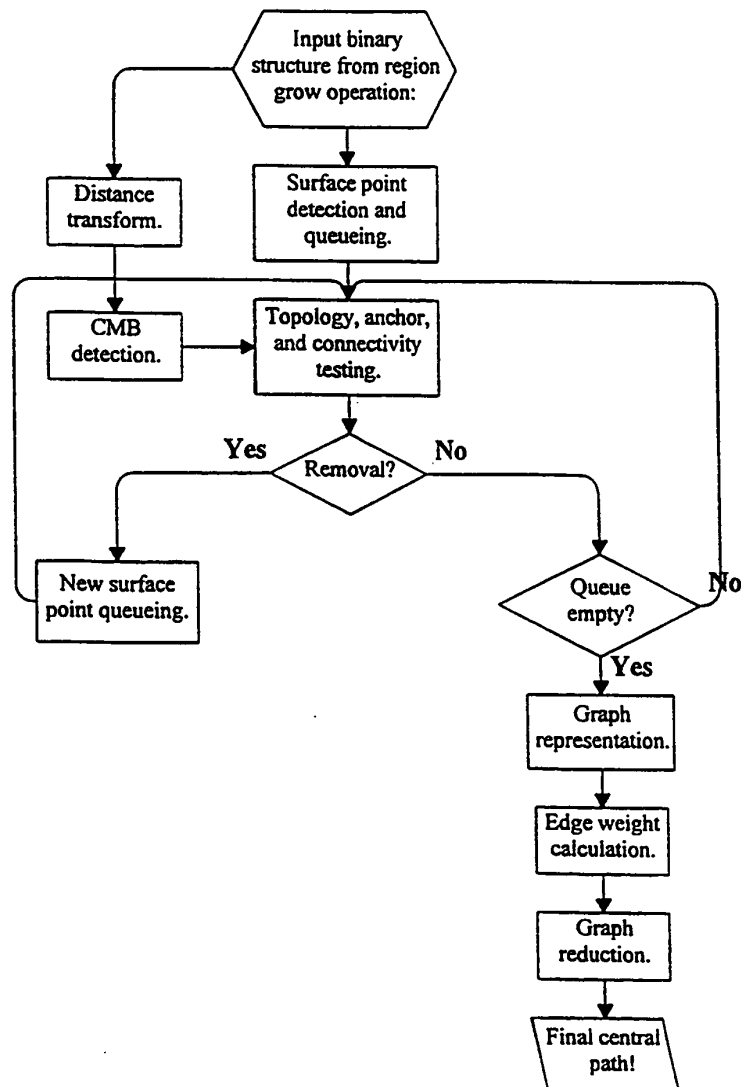 Input binary
structure from region
grow operation:
Distance
transform.
Surface point
detection and
queueing.
CMB
detection.
Topology, anchor,
and connectivity
testing.
Yes
Removal?
No
New surface
point queueing.
Queue
empty?
No
Yes
Graph
representation.
Edge weight
calculation.
Graph
reduction.
Final central
path!